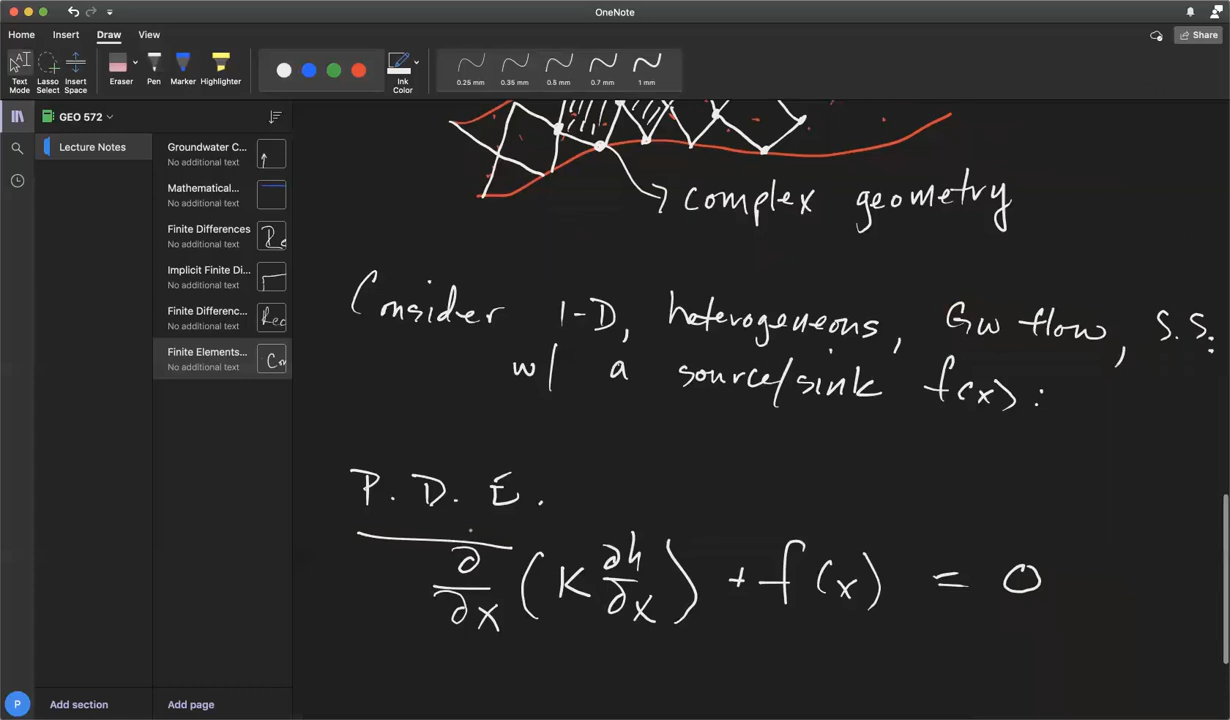 OneNote
Home Insert Draw View Share
Text Mode Lasso Select Insert Space Eraser Pen Marker Highlighter Ink Color 0.25 mm 0.35 mm 0.5 mm 0.7 mm 1 mm
GEO 572
Lecture Notes
Groundwater C...
No additional text
Mathematical...
No additional text
Finite Differences
No additional text
Implicit Finite Di...
No additional text
Finite Differenc...
No additional text
Finite Elements...
No additional text
complex geometry
Consider 1-D, heterogeneous, GW flow, S.S.:
w/ a source/sink f(x):
P. D. E.
∂/∂x (K ∂h/∂x) + f(x) = 0
P Add section Add page